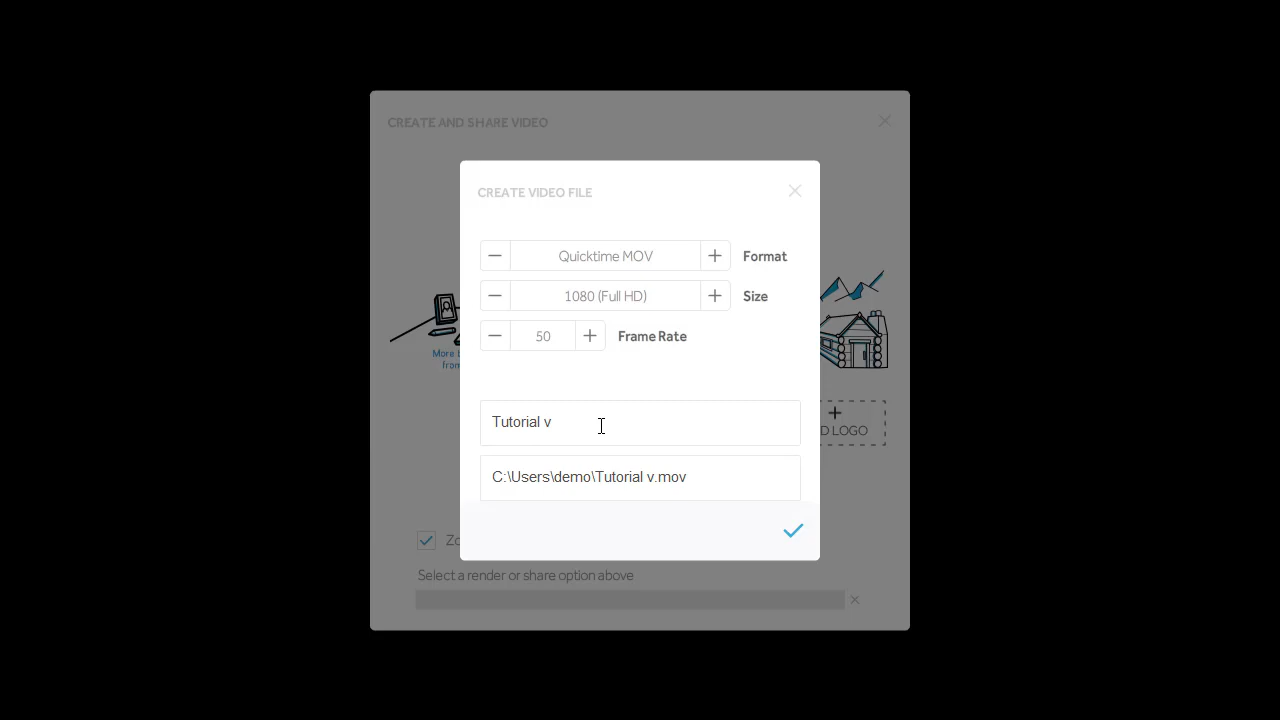 CREATE AND SHARE VIDEO
CREATE VIDEO FILE
Quicktime MOV
Format
1080 (Full HD)
Size
50
Frame Rate
More
from
Tutorial v
LOGO
C:\Users\demo\Tutorial v.mov
Select a render or share option above